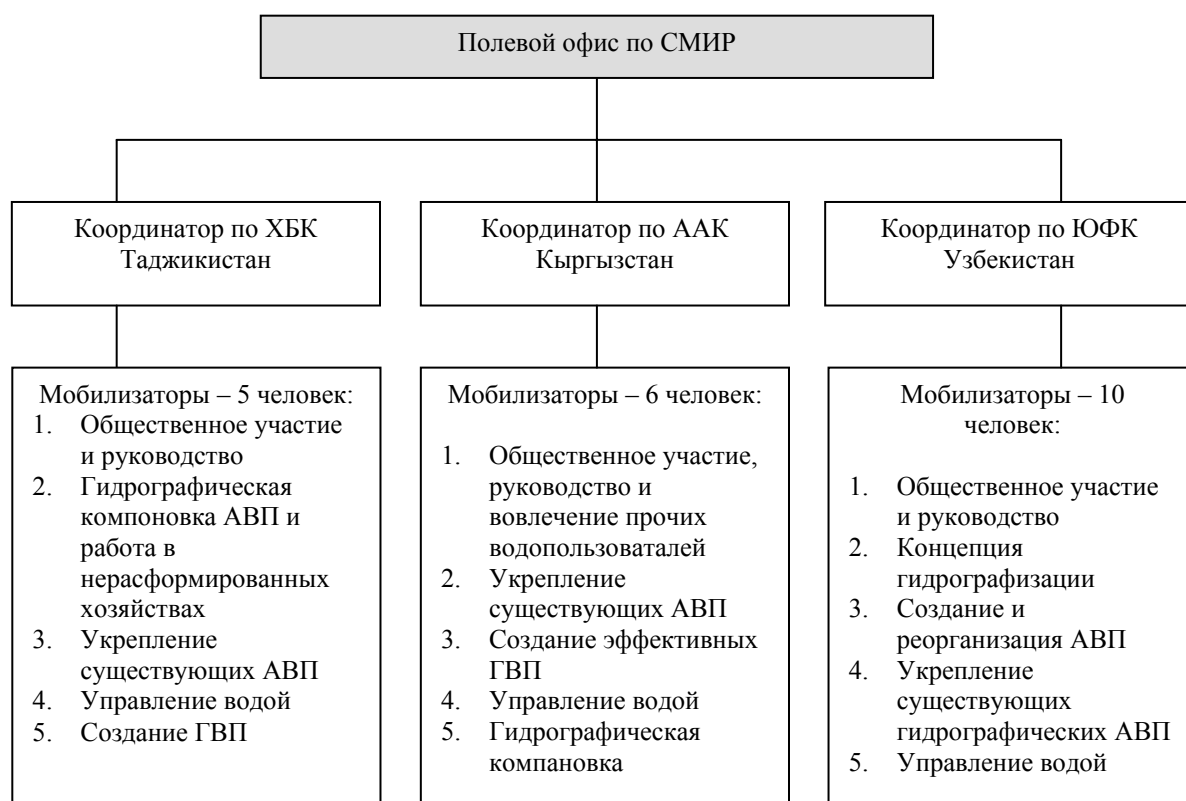 Полевой офис по СМИР
Координатор по ХБК
Таджикистан
Координатор по ААК
Кыргызстан
Координатор по ЮФК
Узбекистан
Мобилизаторы – 5 человек:
1. Общественное участие
и руководство
2. Гидрографическая
компоновка АВП и
работа в
нерасформированных
хозяйствах
3. Укрепление
существующих АВП
4. Управление водой
5. Создание ГВП
Мобилизаторы – 6 человек:
1. Общественное участие,
руководство и
вовлечение прочих
водопользоваталей
2. Укрепление
существующих АВП
3. Создание эффективных
ГВП
4. Управление водой
5. Гидрографическая
компановка
Мобилизаторы – 10
человек:
1. Общественное участие
и руководство
2. Концепция
гидрографизации
3. Создание и
реорганизация АВП
4. Укрепление
существующих
гидрографических АВП
5. Управление водой